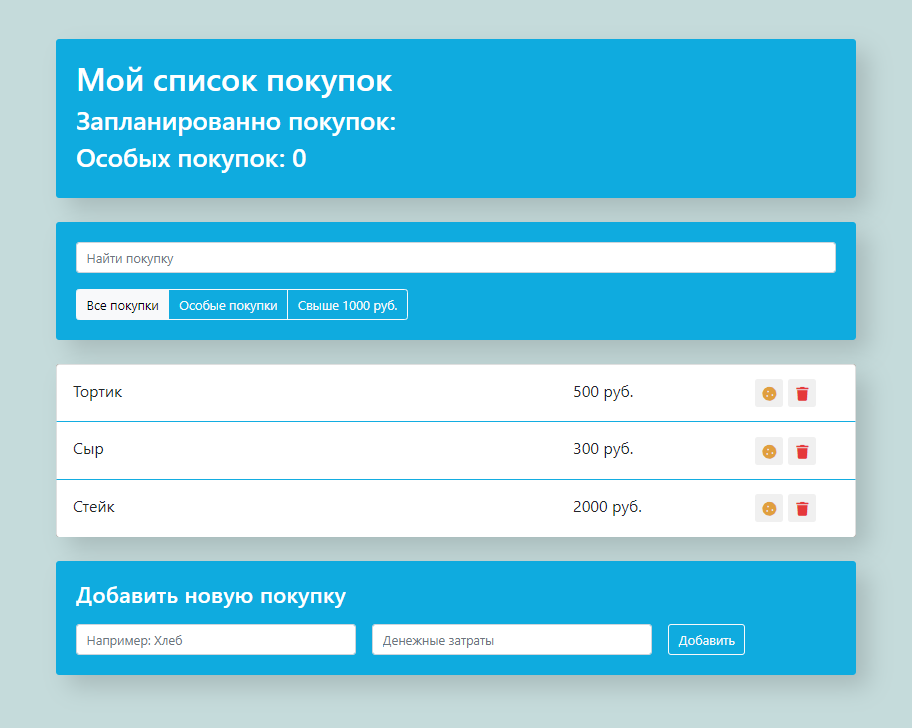 Мой список покупок
Запланированно покупок:
Особых покупок: 0
Найти покупку
Все покупки Особые покупки Свыше 1000 руб.
Тортик 500 руб.
Сыр 300 руб.
Стейк 2000 руб.
Добавить новую покупку
Например: Хлеб Денежные затраты Добавить